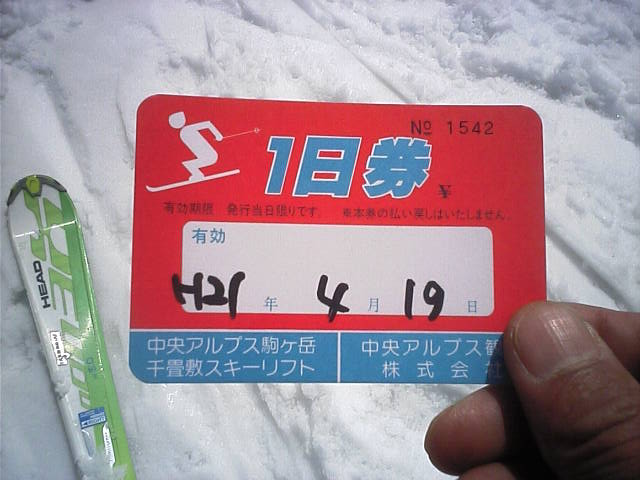 No 1542
1日券 ¥
有効期限 発行当日限りです。 ※本券の払い戻しはいたしません。
有効
H21 年 4 月 19 日
中央アルプス駒ヶ岳
千畳敷スキーリフト
中央アルプス観
株式会社
HEAD